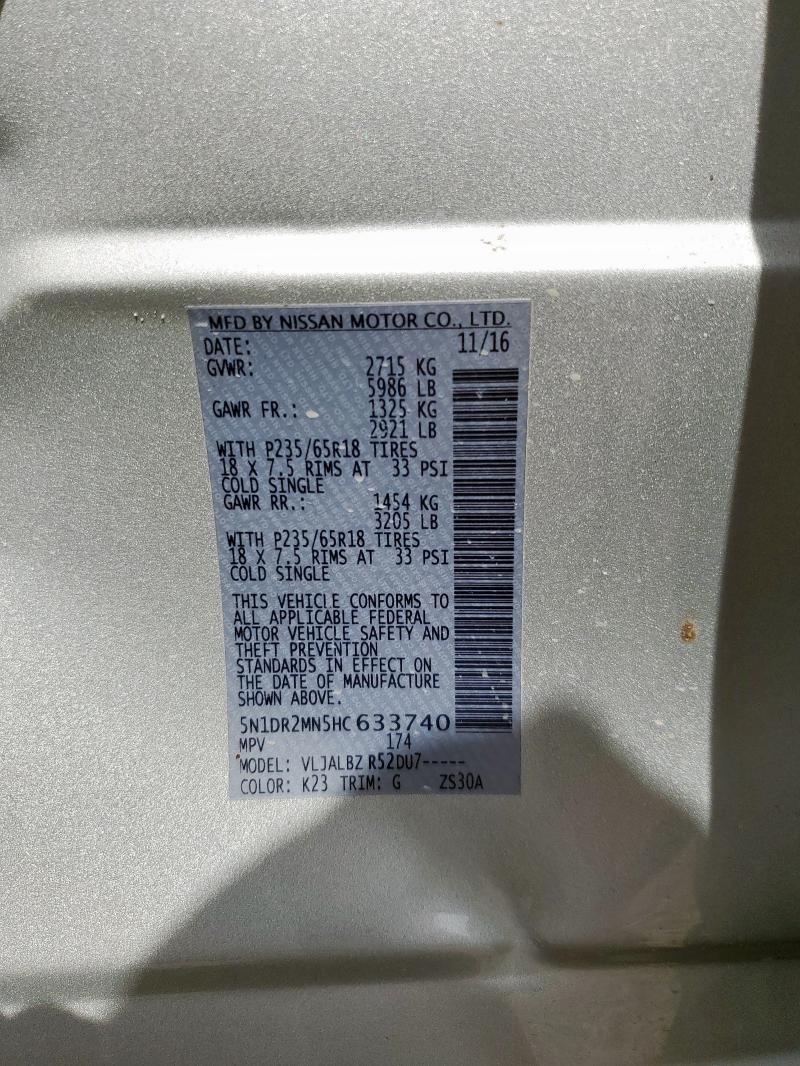 MFD BY NISSAN MOTOR CO., LTD.
DATE: 11/16
GVWR: 2715 KG
5986 LB
GAWR FR.: 1325 KG
2921 LB
WITH P235/65R18 TIRES
18 X 7.5 RIMS AT 33 PSI
COLD SINGLE
GAWR RR.: 1454 KG
3205 LB
WITH P235/65R18 TIRES
18 X 7.5 RIMS AT 33 PSI
COLD SINGLE
THIS VEHICLE CONFORMS TO
ALL APPLICABLE FEDERAL
MOTOR VEHICLE SAFETY AND
THEFT PREVENTION
STANDARDS IN EFFECT ON
THE DATE OF MANUFACTURE
SHOWN ABOVE.
5N1DR2MN5HC633740
MPV 174
MODEL: VLJALBZ R52DU7-----
COLOR: K23 TRIM: G ZS30A